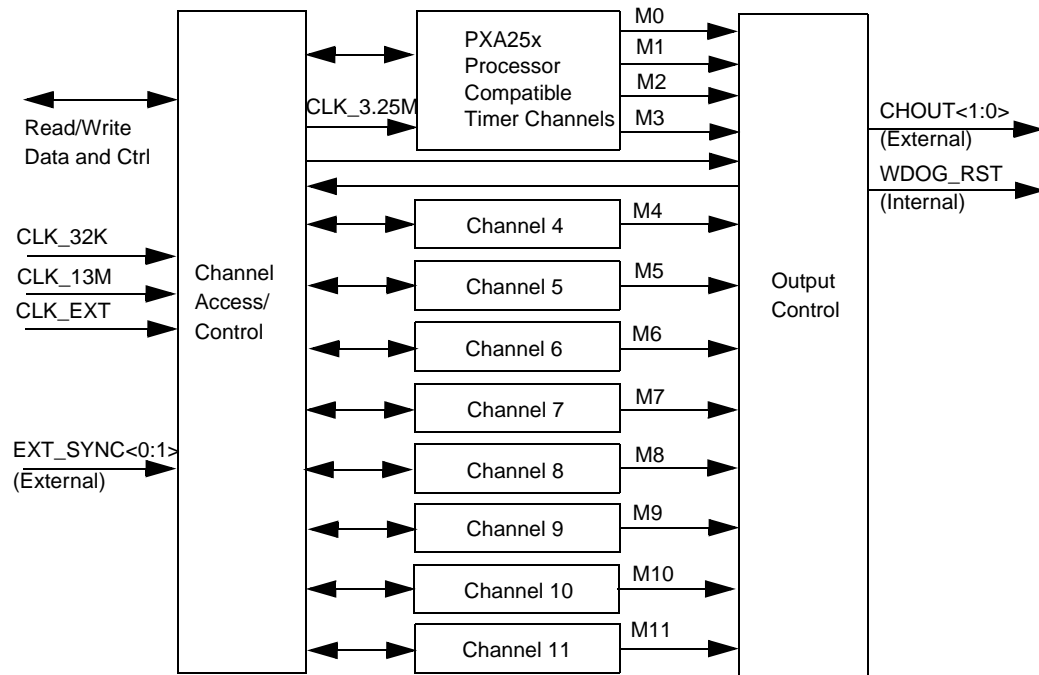 Read/Write
Data and Ctrl
CLK_32K
CLK_13M
CLK_EXT
EXT_SYNC<0:1>
(External)
Channel
Access/
Control
CLK_3.25M
PXA25x
Processor
Compatible
Timer Channels
M0
M1
M2
M3
Channel 4
M4
Channel 5
M5
Channel 6
M6
Channel 7
M7
Channel 8
M8
Channel 9
M9
Channel 10
M10
Channel 11
M11
Output
Control
CHOUT<1:0>
(External)
WDOG_RST
(Internal)